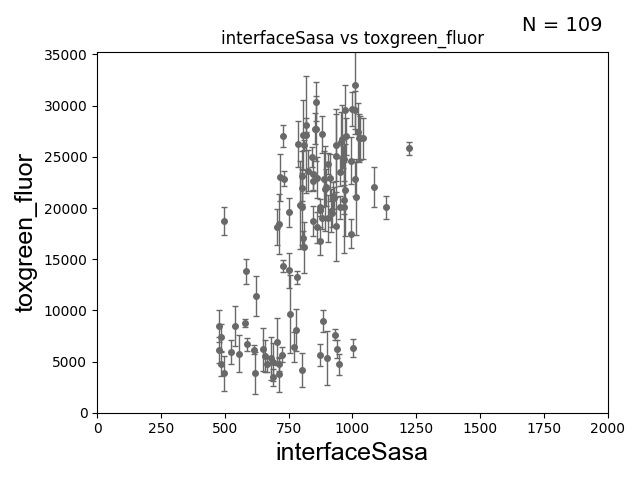 N = 109
interfaceSasa vs toxgreen_fluor
toxgreen_fluor
35000
30000
25000
20000
15000
10000
5000
0
0 250 500 750 1000 1250 1500 1750 2000
interfaceSasa